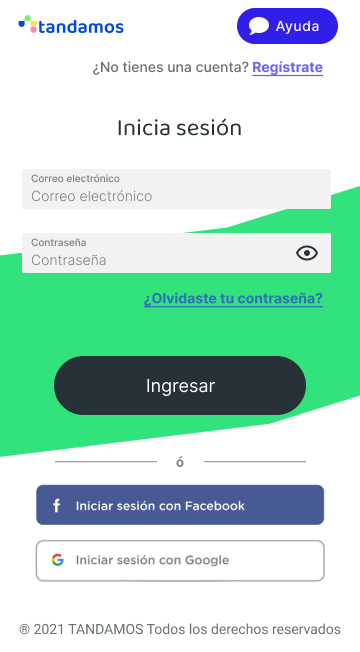 tandamos
Ayuda
¿No tienes una cuenta? Regístrate
Inicia sesión
Correo electrónico
Correo electrónico
Contraseña
Contraseña
¿Olvidaste tu contraseña?
Ingresar
ó
Iniciar sesión con Facebook
Iniciar sesión con Google
® 2021 TANDAMOS Todos los derechos reservados